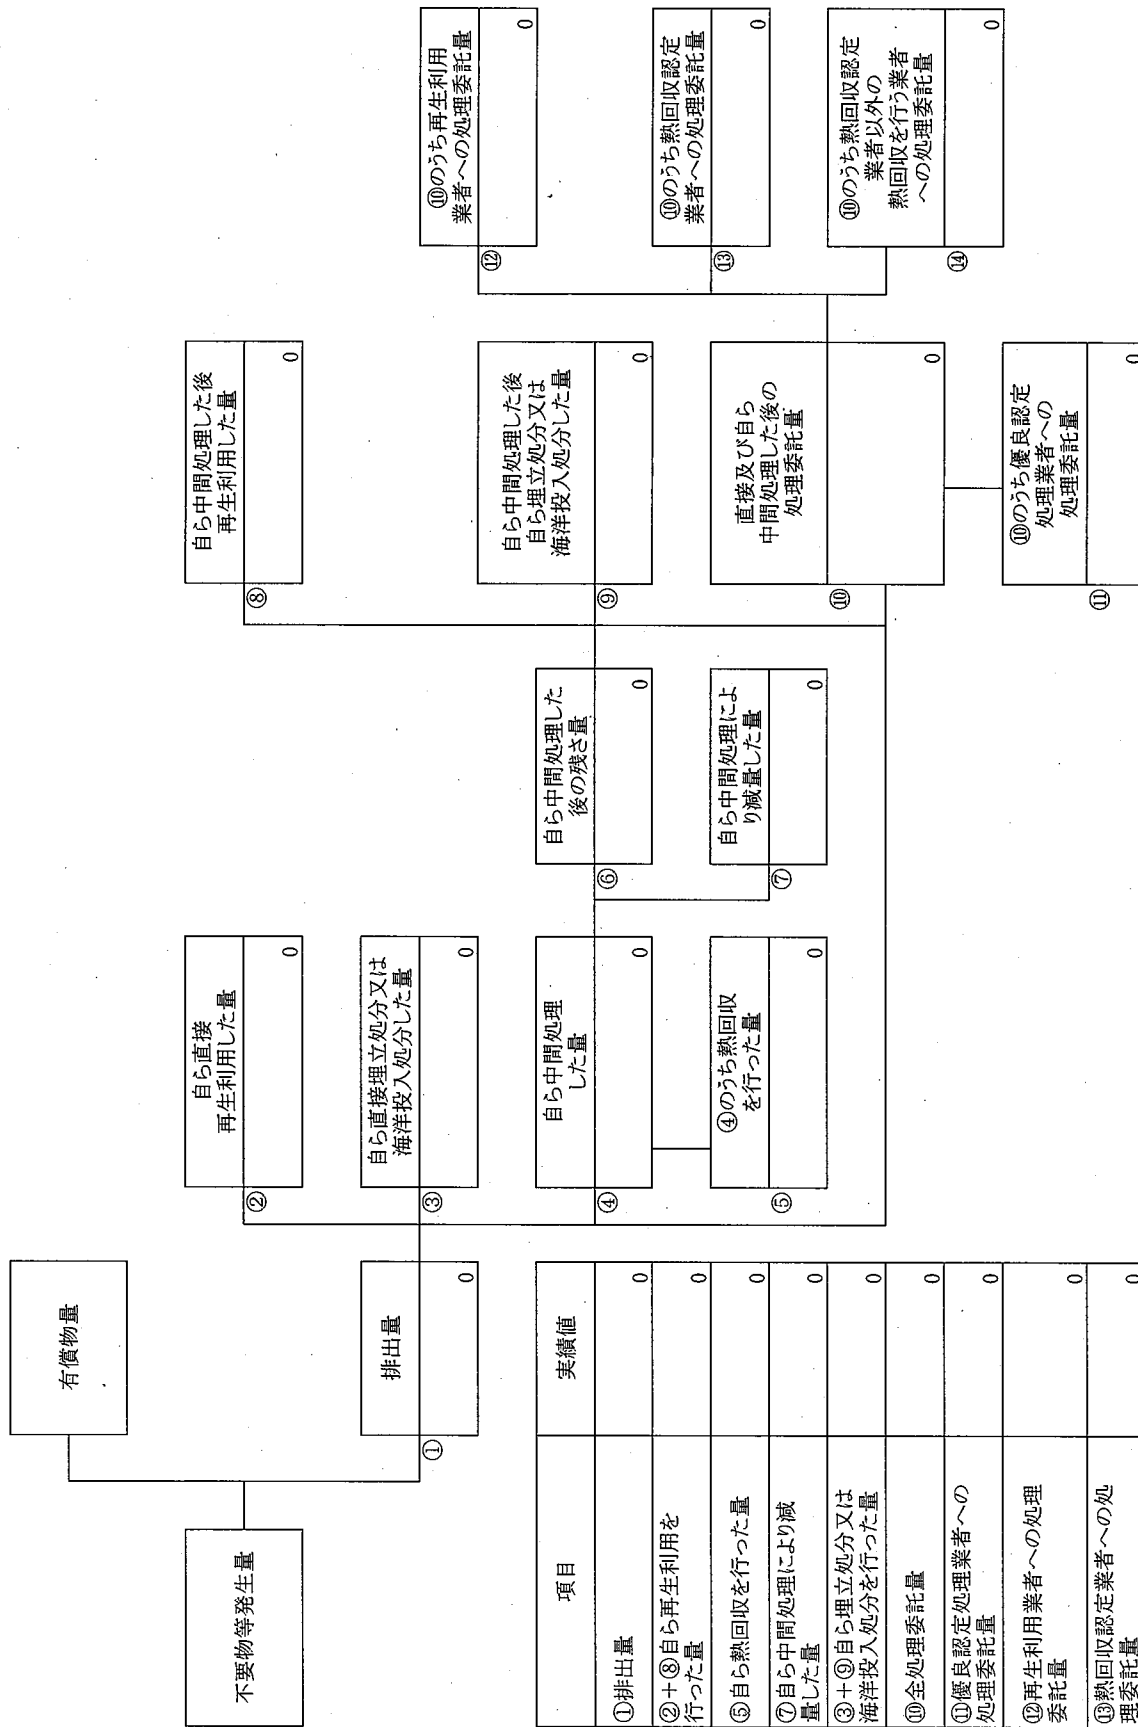 有償物量
不要物等発生量
排出量
①
0
自ら直接
再生利用した量
②
0
自ら直接埋立処分又は
海洋投入処分した量
③
0
自ら中間処理
した量
④
0
④のうち熱回収
を行った量
⑤
0
自ら中間処理した
後の残さ量
⑥
0
自ら中間処理によ
り減量した量
⑦
0
自ら中間処理した後
再生利用した量
⑧
0
自ら中間処理した後
自ら埋立処分又は
海洋投入処分した量
⑨
0
直接及び自ら
中間処理した後の
処理委託量
⑩
0
⑩のうち優良認定
処理業者への
処理委託量
⑪
0
⑩のうち再生利用
業者への処理委託量
⑫
0
⑩のうち熱回収認定
業者への処理委託量
⑬
0
⑩のうち熱回収認定
業者以外の
熱回収を行う業者
への処理委託量
⑭
0
項目
実績値
①排出量
0
②+⑧自ら再生利用を
行った量
0
⑤自ら熱回収を行った量
0
⑦自ら中間処理により減
量した量
0
③+⑨自ら埋立処分又は
海洋投入処分を行った量
0
⑩全処理委託量
0
⑪優良認定処理業者への
処理委託量
0
⑫再生利用業者への処理
委託量
0
⑬熱回収認定業者への処
理委託量
0